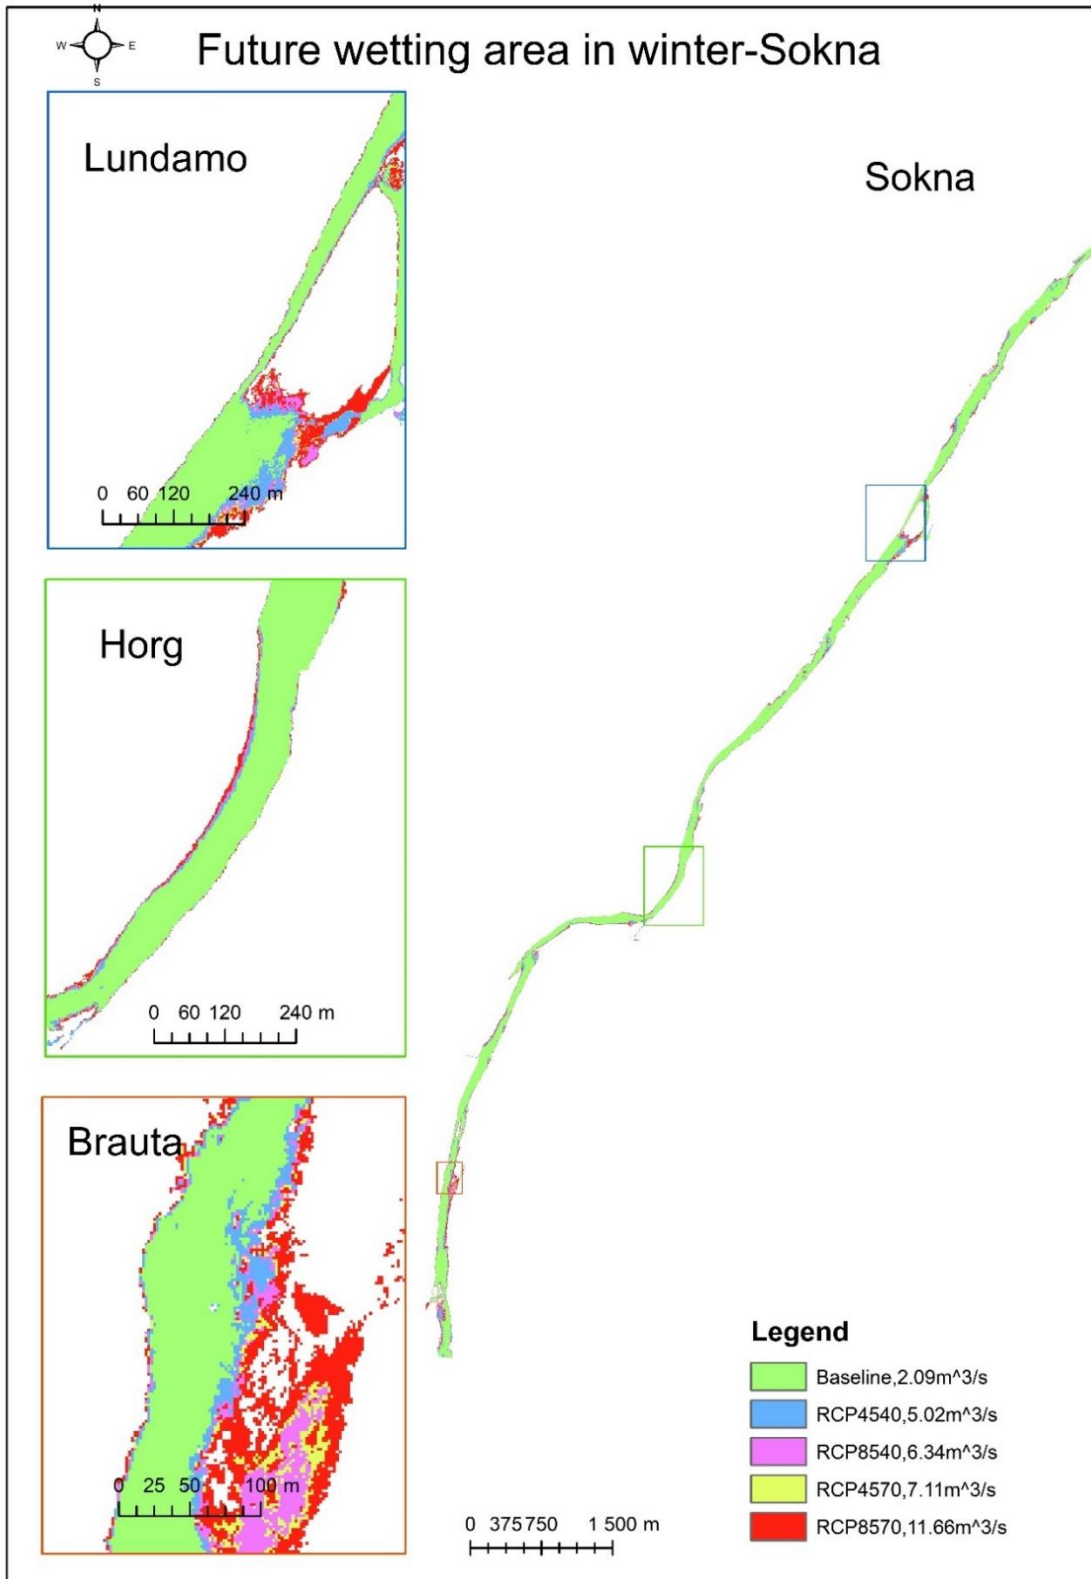 N
W E
S
Future wetting area in winter-Sokna
Lundamo
0 60 120 240 m
Horg
0 60 120 240 m
Brauta
0 25 50 100 m
Sokna
0 375 750 1 500 m
Legend
Baseline,2.09m^3/s
RCP4540,5.02m^3/s
RCP8540,6.34m^3/s
RCP4570,7.11m^3/s
RCP8570,11.66m^3/s